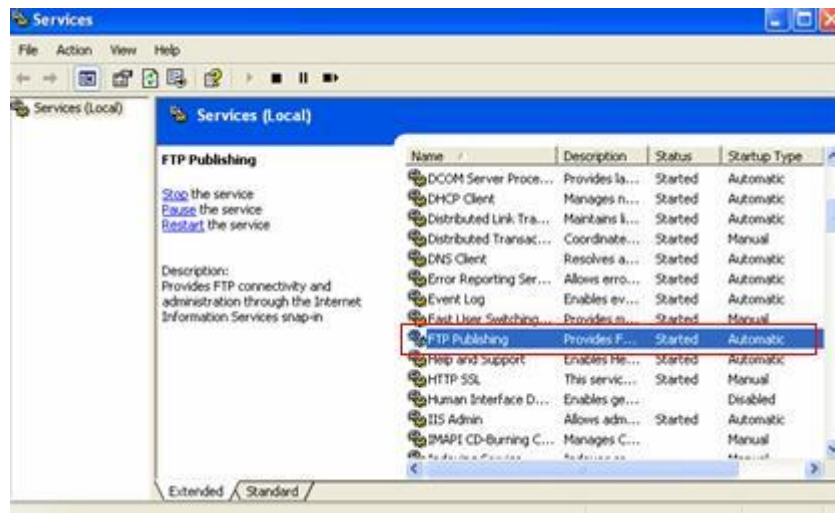 Services
File Action View Help
Services (Local)
Services (Local)
FTP Publishing
Stop the service
Pause the service
Restart the service
Description:
Provides FTP connectivity and
administration through the Internet
Information Services snap-in
Name Description Status Startup Type
DCOM Server Proce... Provides la... Started Automatic
DHCP Client Manages n... Started Automatic
Distributed Link Tra... Maintains li... Started Automatic
Distributed Transac... Coordinate... Started Manual
DNS Client Resolves a... Started Automatic
Error Reporting Ser... Allows erro... Started Automatic
Event Log Enables ev... Started Automatic
Fast User Switching... Provides m... Started Manual
FTP Publishing Provides F... Started Automatic
Help and Support Enables He... Started Automatic
HTTP SSL This servic... Started Manual
Human Interface D... Enables ge... Disabled
IIS Admin Allows adm... Started Automatic
IMAPI CD-Burning C... Manages C... Manual
Indexing Service
Extended Standard